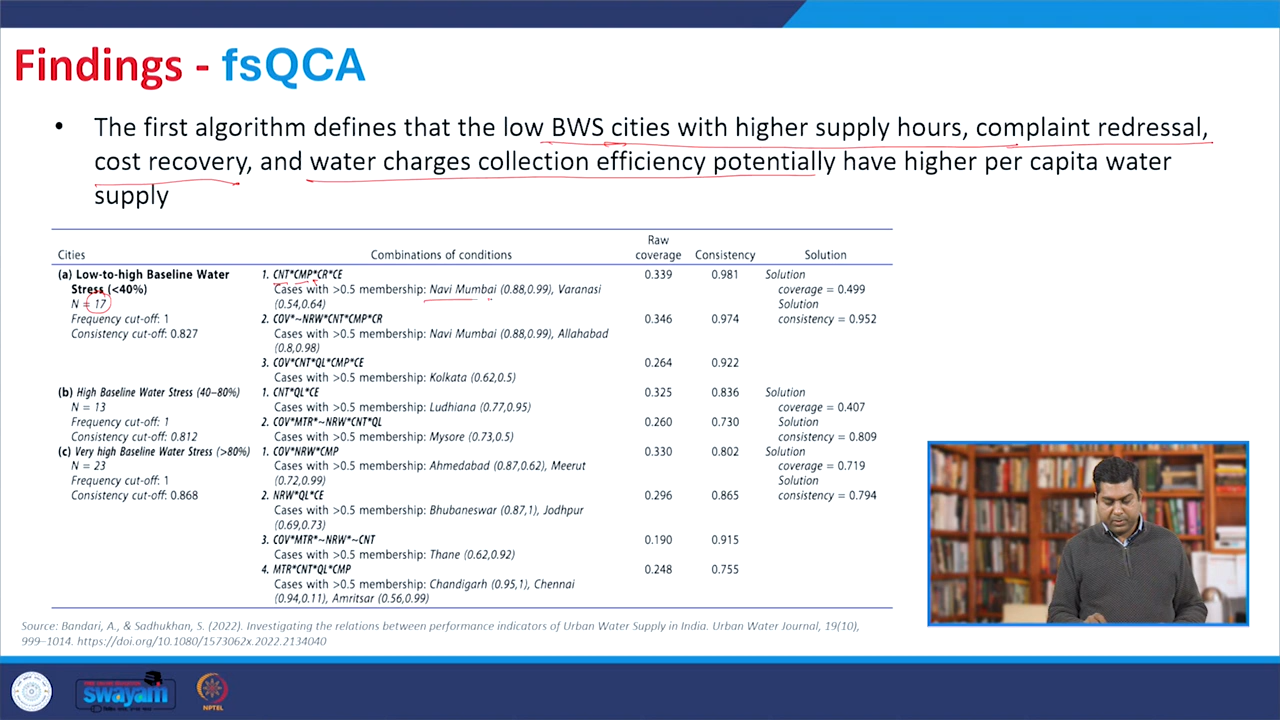 Findings - fsQCA
• The first algorithm defines that the low BWS cities with higher supply hours, complaint redressal,
cost recovery, and water charges collection efficiency potentially have higher per capita water
supply
Cities Combinations of conditions Raw coverage Consistency Solution
(a) Low-to-high Baseline Water 1. CNT*CMP*CR*CE 0.339 0.981 Solution
Stress (<40%) Cases with >0.5 membership: Navi Mumbai (0.88,0.99), Varanasi coverage = 0.499
N = 17 (0.54,0.64) Solution
Frequency cut-off: 1 2. COV*~NRW*CNT*CMP*CR 0.346 0.974 consistency = 0.952
Consistency cut-off: 0.827 Cases with >0.5 membership: Navi Mumbai (0.88,0.99), Allahabad
(0.8,0.98)
3. COV*CNT*QL*CMP*CE 0.264 0.922
Cases with >0.5 membership: Kolkata (0.62,0.5)
(b) High Baseline Water Stress (40–80%) 1. CNT*QL*CE 0.325 0.836 Solution
N = 13 Cases with >0.5 membership: Ludhiana (0.77,0.95) coverage = 0.407
Frequency cut-off: 1 2. COV*MTR*~NRW*CNT*QL 0.260 0.730 Solution
Consistency cut-off: 0.812 Cases with >0.5 membership: Mysore (0.73,0.5) consistency = 0.809
(c) Very high Baseline Water Stress (>80%) 1. COV*NRW*CMP 0.330 0.802 Solution
N = 23 Cases with >0.5 membership: Ahmedabad (0.87,0.62), Meerut coverage = 0.719
Frequency cut-off: 1 (0.72,0.99) Solution
Consistency cut-off: 0.868 2. NRW*QL*CE 0.296 0.865 consistency = 0.794
Cases with >0.5 membership: Bhubaneswar (0.87,1), Jodhpur
(0.69,0.73)
3. COV*MTR*~NRW*~CNT 0.190 0.915
Cases with >0.5 membership: Thane (0.62,0.92)
4. MTR*CNT*QL*CMP 0.248 0.755
Cases with >0.5 membership: Chandigarh (0.95,1), Chennai
(0.94,0.11), Amritsar (0.56,0.99)
Source: Bandari, A., & Sadhukhan, S. (2022). Investigating the relations between performance indicators of Urban Water Supply in India. Urban Water Journal, 19(10),
999–1014. https://doi.org/10.1080/1573062x.2022.2134040
swayam
NPTEL